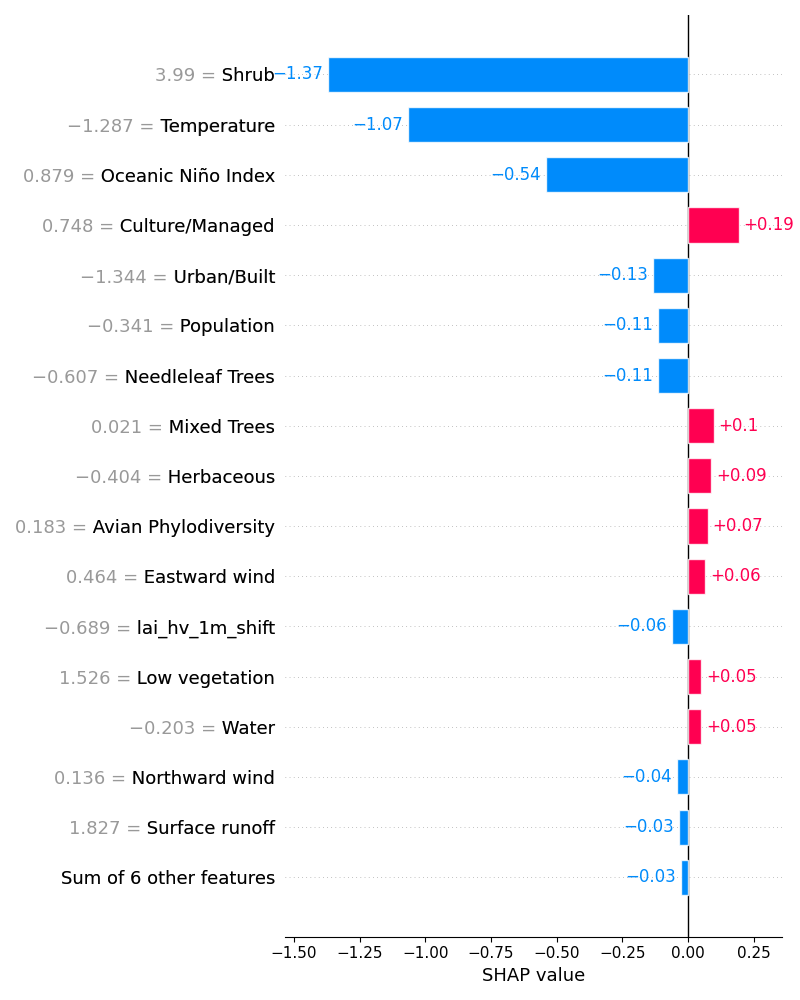 3.99 = Shrub −1.37
−1.287 = Temperature −1.07
0.879 = Oceanic Niño Index −0.54
0.748 = Culture/Managed +0.19
−1.344 = Urban/Built −0.13
−0.341 = Population −0.11
−0.607 = Needleleaf Trees −0.11
0.021 = Mixed Trees +0.1
−0.404 = Herbaceous +0.09
0.183 = Avian Phylodiversity +0.07
0.464 = Eastward wind +0.06
−0.689 = lai_hv_1m_shift −0.06
1.526 = Low vegetation +0.05
−0.203 = Water +0.05
0.136 = Northward wind −0.04
1.827 = Surface runoff −0.03
Sum of 6 other features −0.03
−1.50 −1.25 −1.00 −0.75 −0.50 −0.25 0.00 0.25
SHAP value